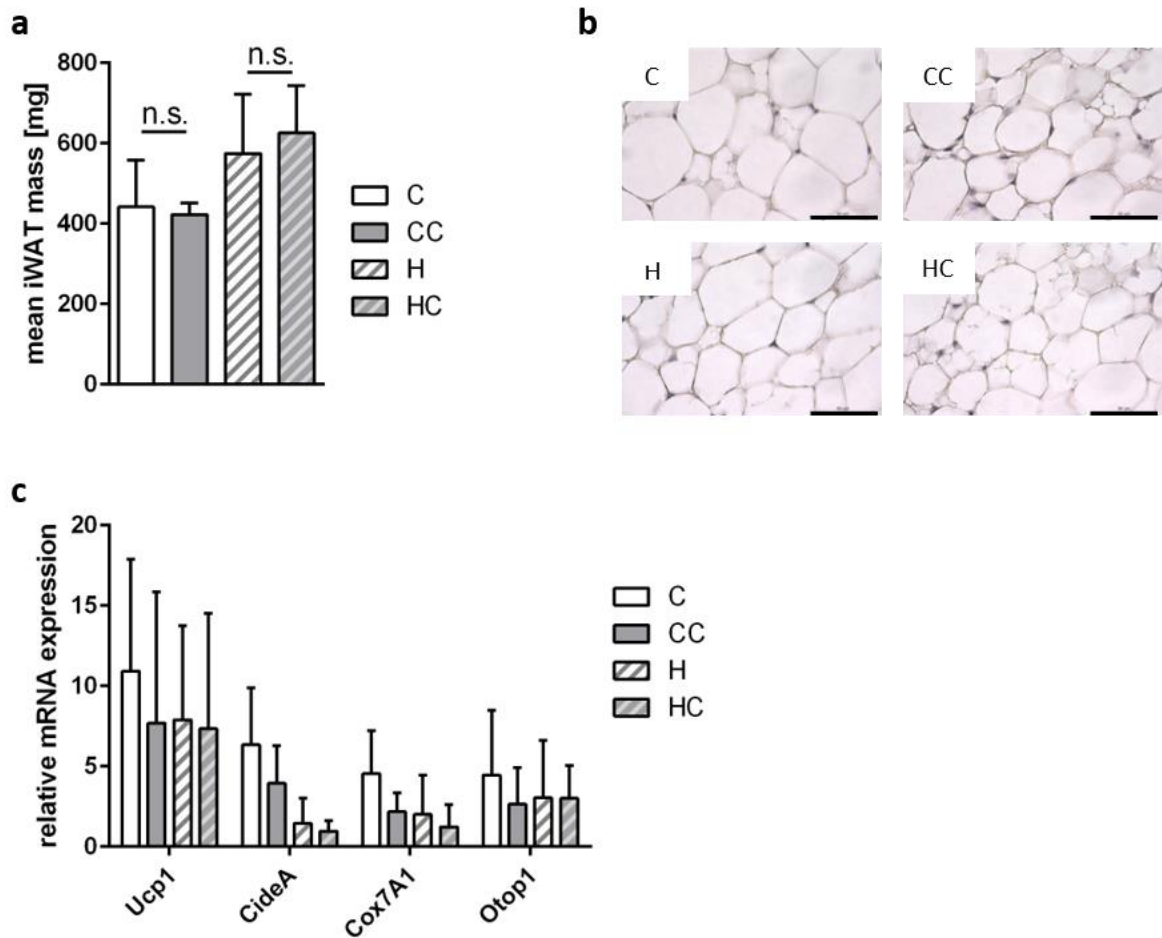 a
mean iWAT mass [mg]
800
600
400
200
0
n.s.
n.s.
C
CC
H
HC
b
C
CC
H
HC
c
relative mRNA expression
20
15
10
5
0
Ucp1
CideA
Cox7A1
Otop1
C
CC
H
HC